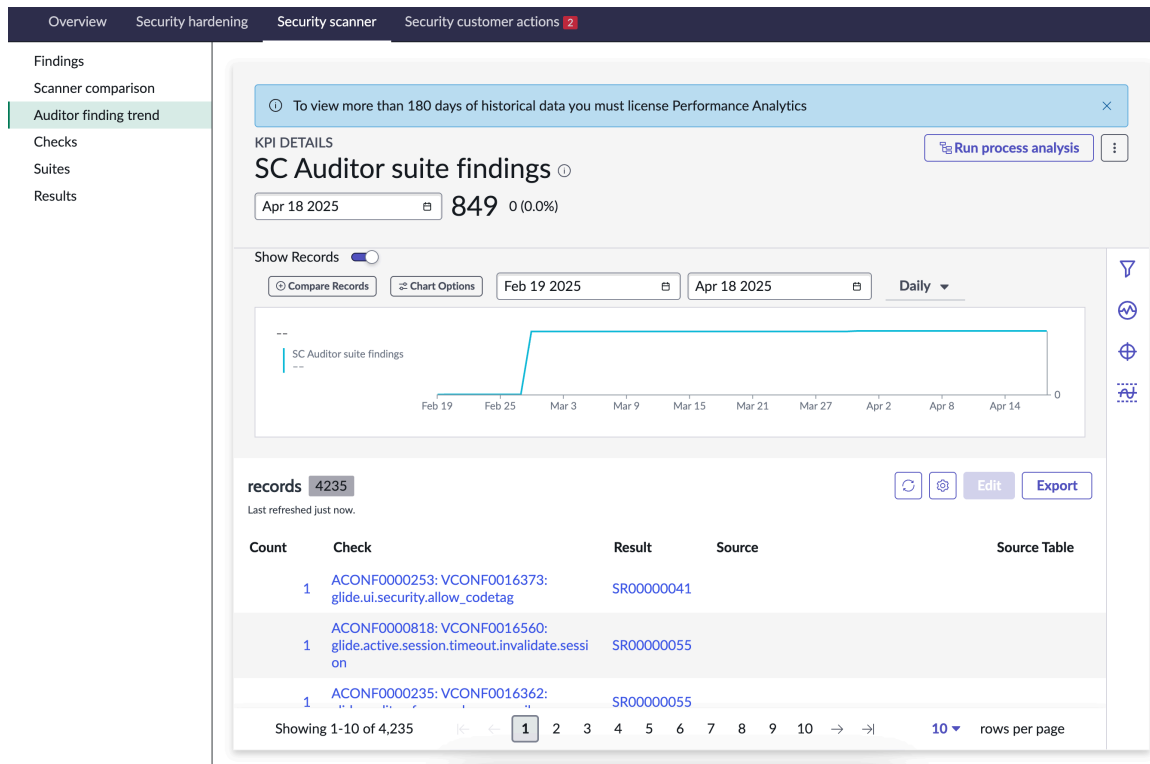 Overview Security hardening Security scanner Security customer actions 2
Findings
Scanner comparison
Auditor finding trend
Checks
Suites
Results
To view more than 180 days of historical data you must license Performance Analytics
KPI DETAILS
SC Auditor suite findings
Run process analysis
Apr 18 2025 849 0 (0.0%)
Show Records
Compare Records Chart Options Feb 19 2025 Apr 18 2025 Daily
--
SC Auditor suite findings
--
0
Feb 19 Feb 25 Mar 3 Mar 9 Mar 15 Mar 21 Mar 27 Apr 2 Apr 8 Apr 14
records 4235
Edit Export
Last refreshed just now.
Count Check Result Source Source Table
1 ACONF0000253: VCONF0016373: SR00000041
glide.ui.security.allow_codetag
1 ACONF0000818: VCONF0016560: SR00000055
glide.active.session.timeout.invalidate.sessi
on
1 ACONF0000235: VCONF0016362: SR00000055
Showing 1-10 of 4,235 1 2 3 4 5 6 7 8 9 10 10 rows per page